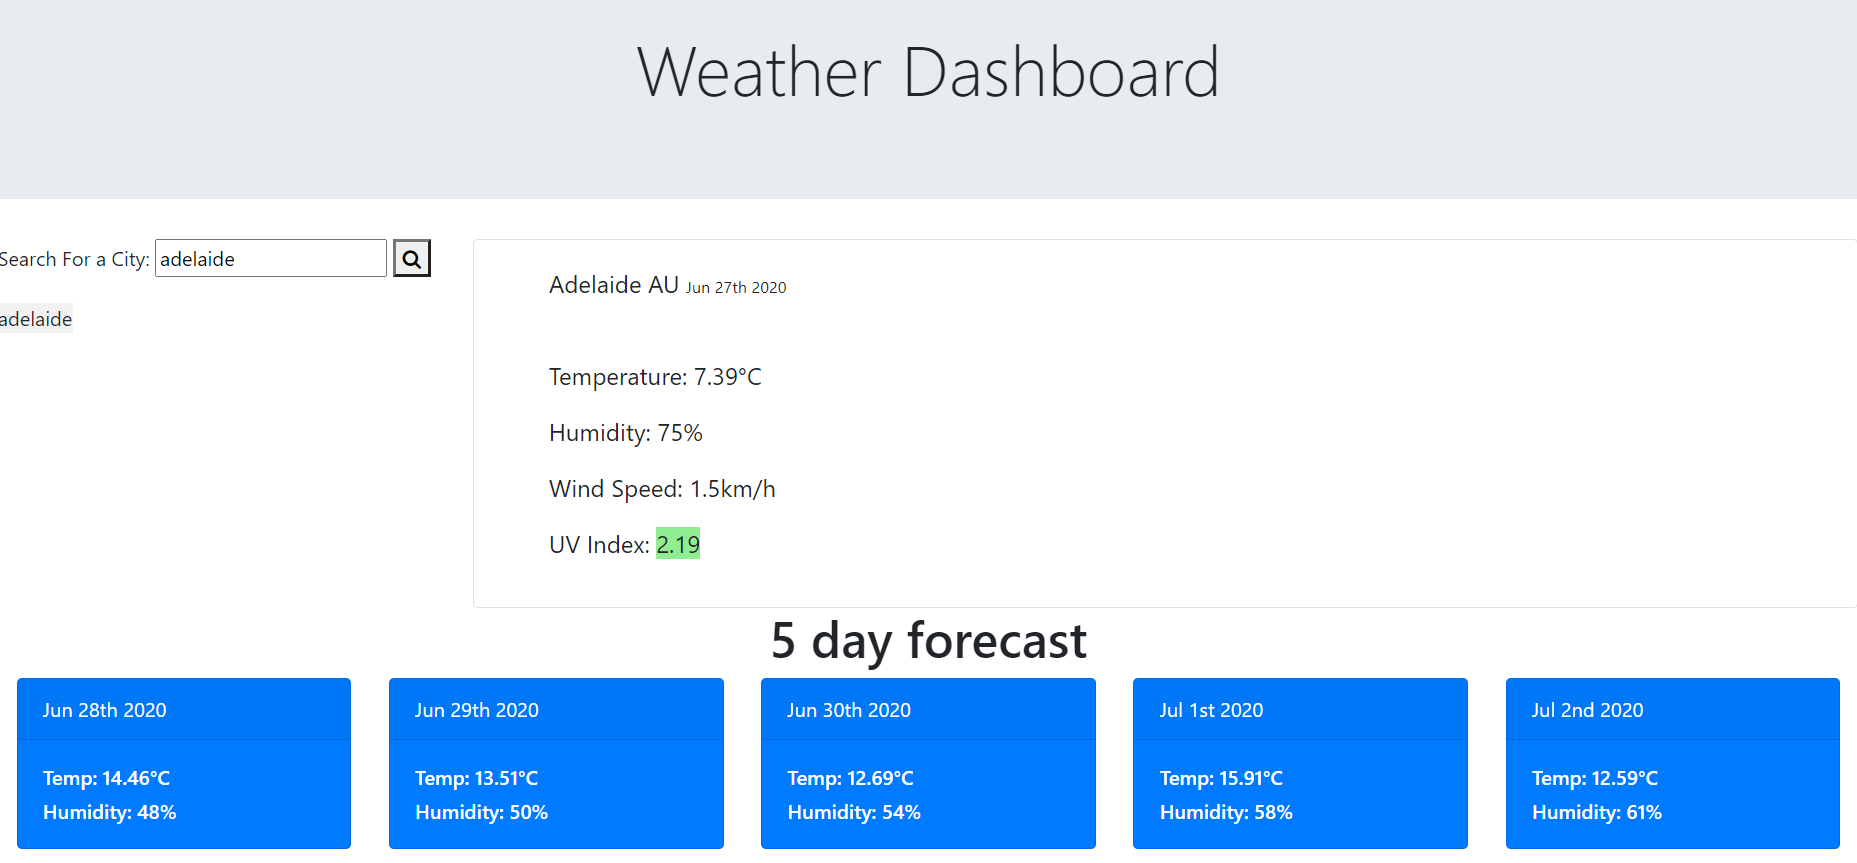 Weather Dashboard
Search For a City: adelaide
adelaide
Adelaide AU Jun 27th 2020
Temperature: 7.39°C
Humidity: 75%
Wind Speed: 1.5km/h
UV Index: 2.19
5 day forecast
Jun 28th 2020
Temp: 14.46°C
Humidity: 48%
Jun 29th 2020
Temp: 13.51°C
Humidity: 50%
Jun 30th 2020
Temp: 12.69°C
Humidity: 54%
Jul 1st 2020
Temp: 15.91°C
Humidity: 58%
Jul 2nd 2020
Temp: 12.59°C
Humidity: 61%